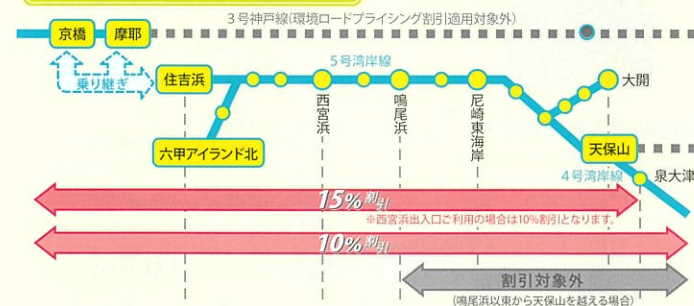 3号神戸線(環境ロードプライシング割引適用対象外)
京橋
摩耶
5号湾岸線
乗り継ぎ
住吉浜
大開
西宮浜
鳴尾浜
尼崎東海岸
六甲アイランド北
天保山
4号湾岸線
泉大津
15%割引
※西宮浜出入口ご利用の場合は10%割引となります。
10%割引
割引対象外
(鳴尾浜以東から天保山を越える場合)